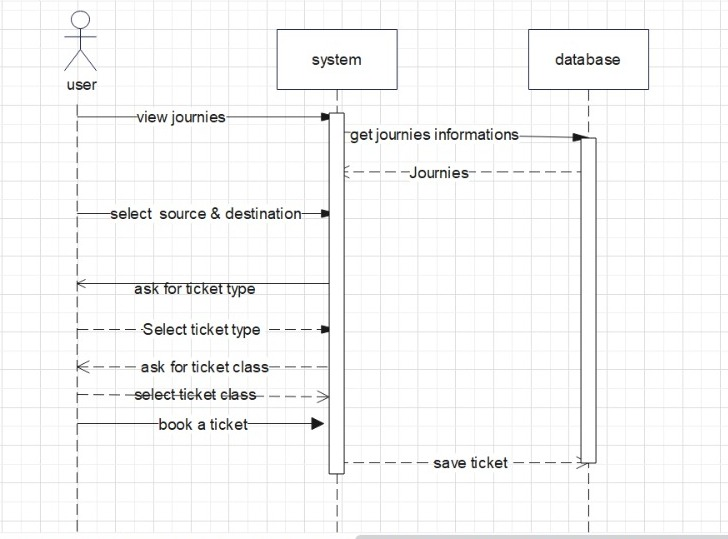 system
database
user
view journies
get journies informations
Journies
select source & destination
ask for ticket type
Select ticket type
ask for ticket class
select ticket class
book a ticket
save ticket